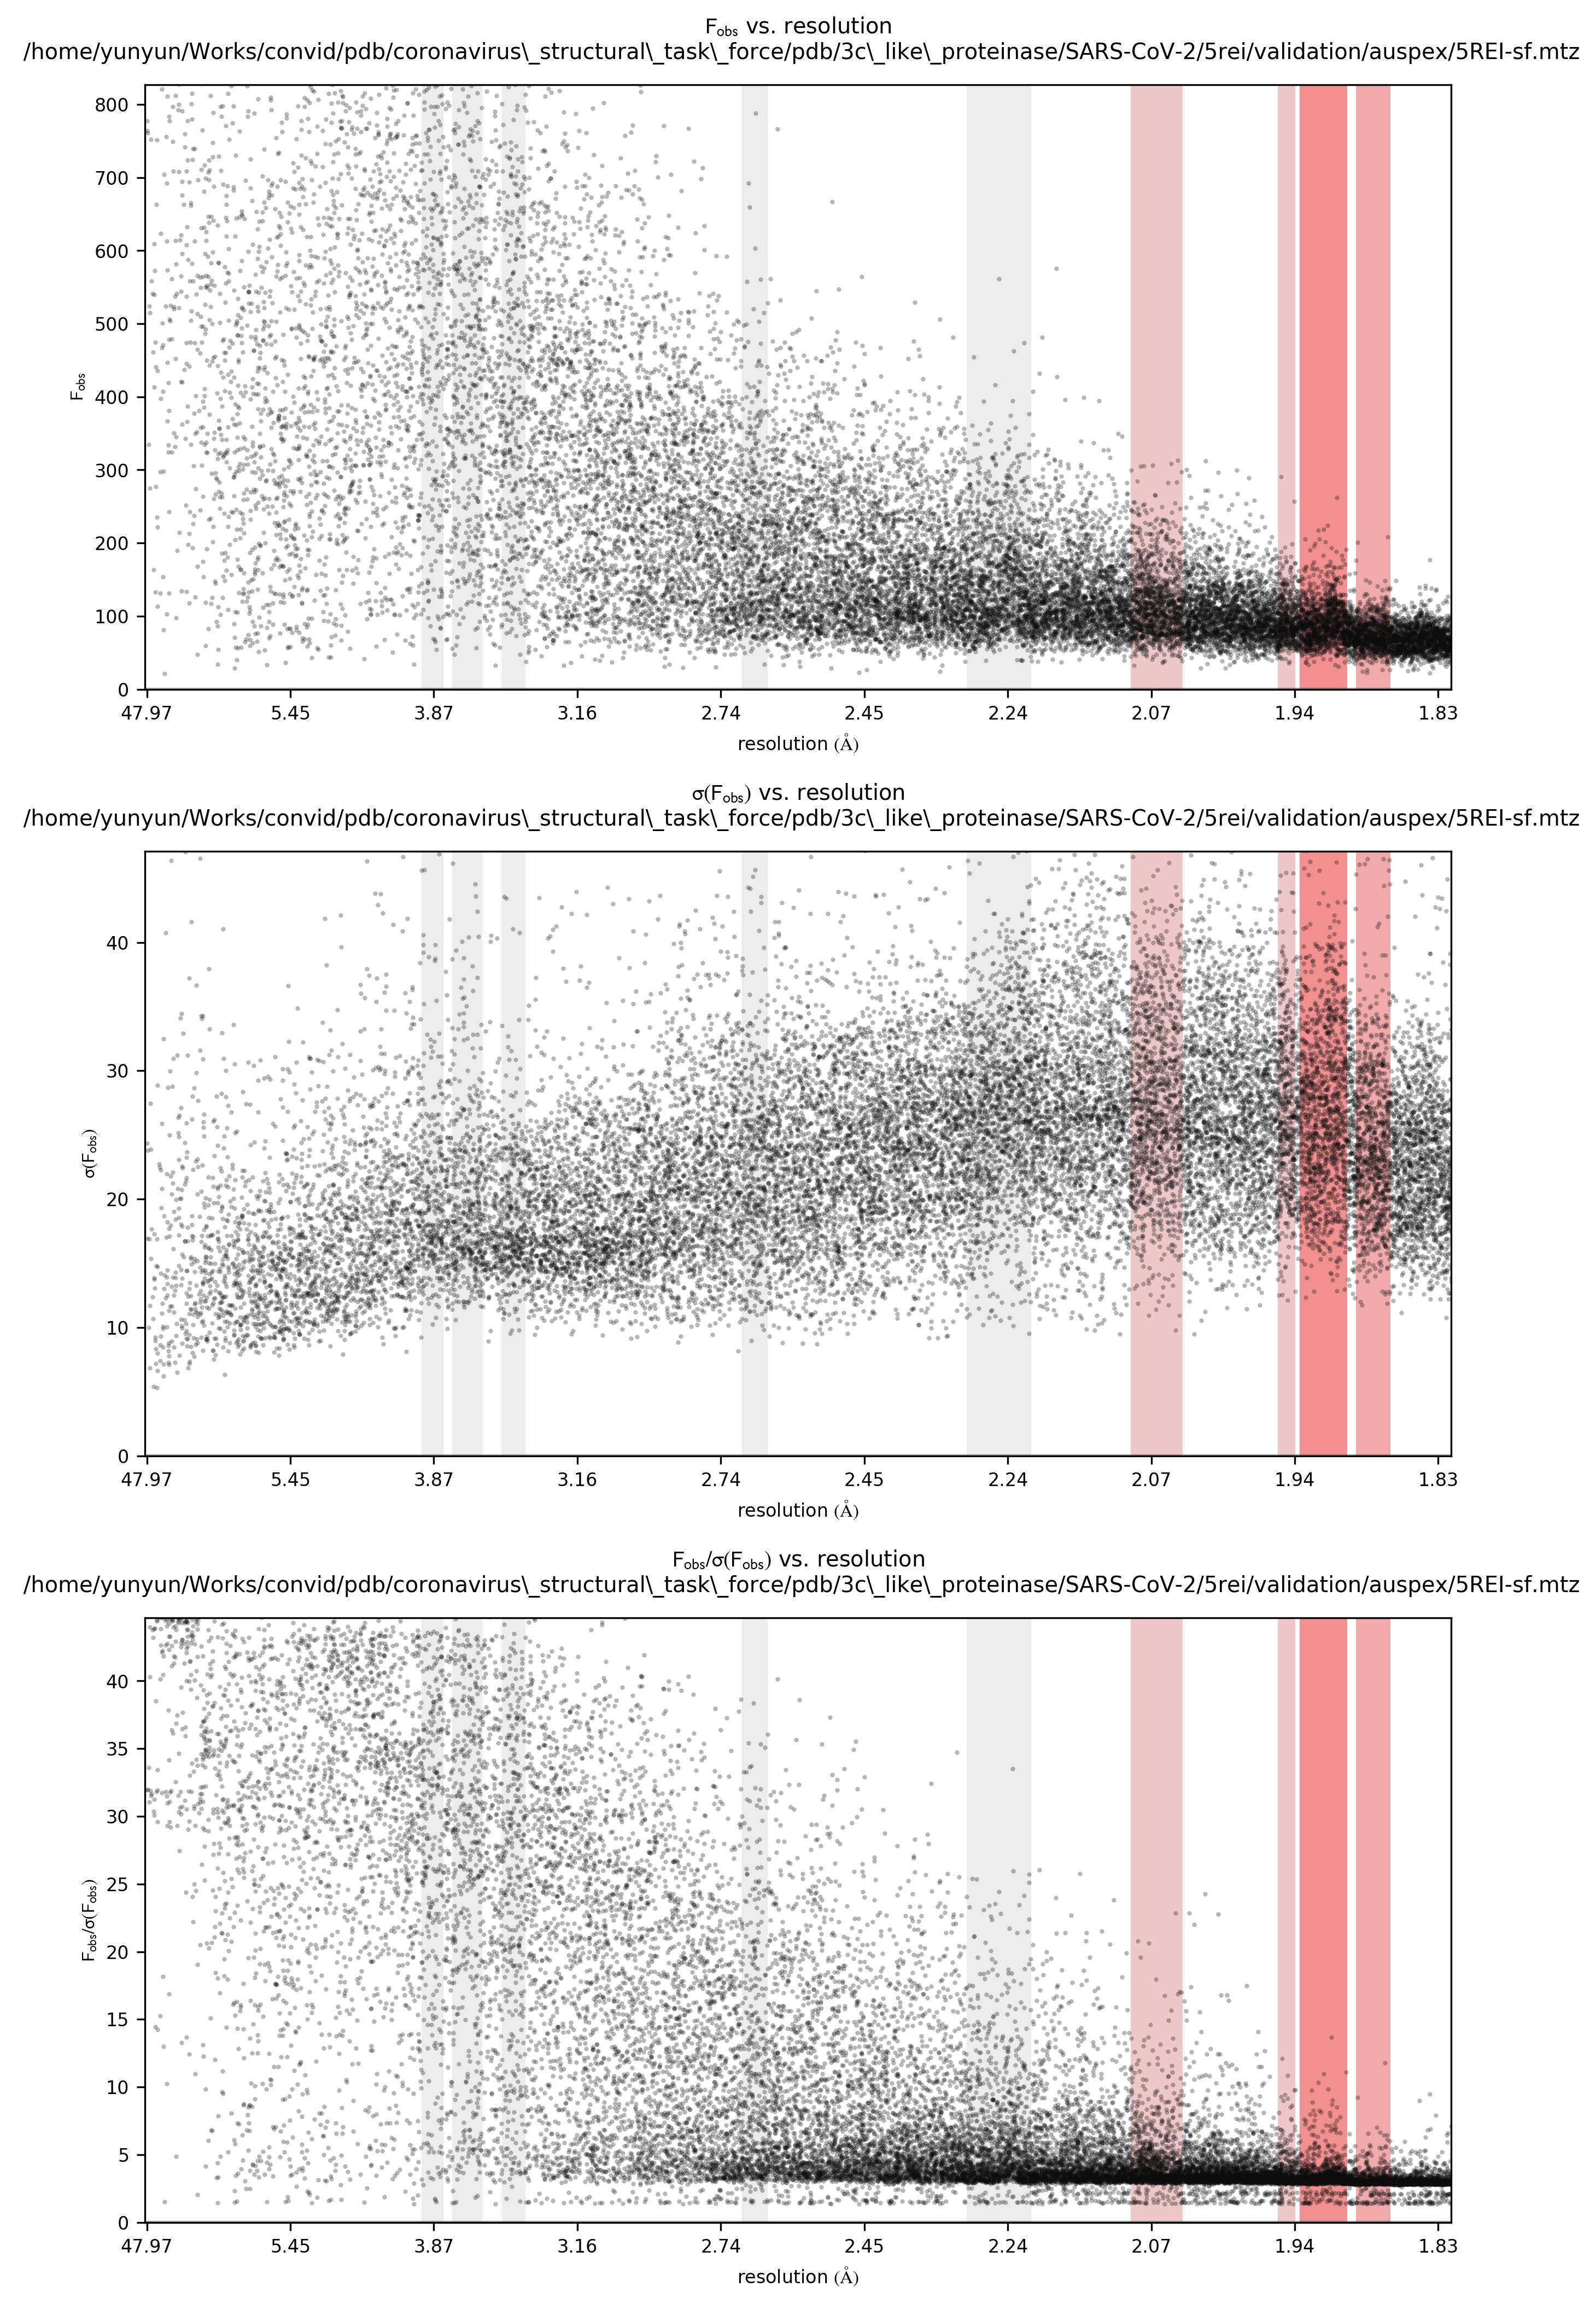 Fobs vs. resolution
/home/yunyun/Works/convid/pdb/coronavirus\_structural\_task\_force/pdb/3c\_like\_proteinase/SARS-CoV-2/5rei/validation/auspex/5REI-sf.mtz
800
700
600
500
400
300
200
100
0
Fobs
47.97 5.45 3.87 3.16 2.74 2.45 2.24 2.07 1.94 1.83
resolution (Å)
σ(Fobs) vs. resolution
/home/yunyun/Works/convid/pdb/coronavirus\_structural\_task\_force/pdb/3c\_like\_proteinase/SARS-CoV-2/5rei/validation/auspex/5REI-sf.mtz
40
30
20
10
0
σ(Fobs)
47.97 5.45 3.87 3.16 2.74 2.45 2.24 2.07 1.94 1.83
resolution (Å)
Fobs/σ(Fobs) vs. resolution
/home/yunyun/Works/convid/pdb/coronavirus\_structural\_task\_force/pdb/3c\_like\_proteinase/SARS-CoV-2/5rei/validation/auspex/5REI-sf.mtz
40
35
30
25
20
15
10
5
0
Fobs/σ(Fobs)
47.97 5.45 3.87 3.16 2.74 2.45 2.24 2.07 1.94 1.83
resolution (Å)